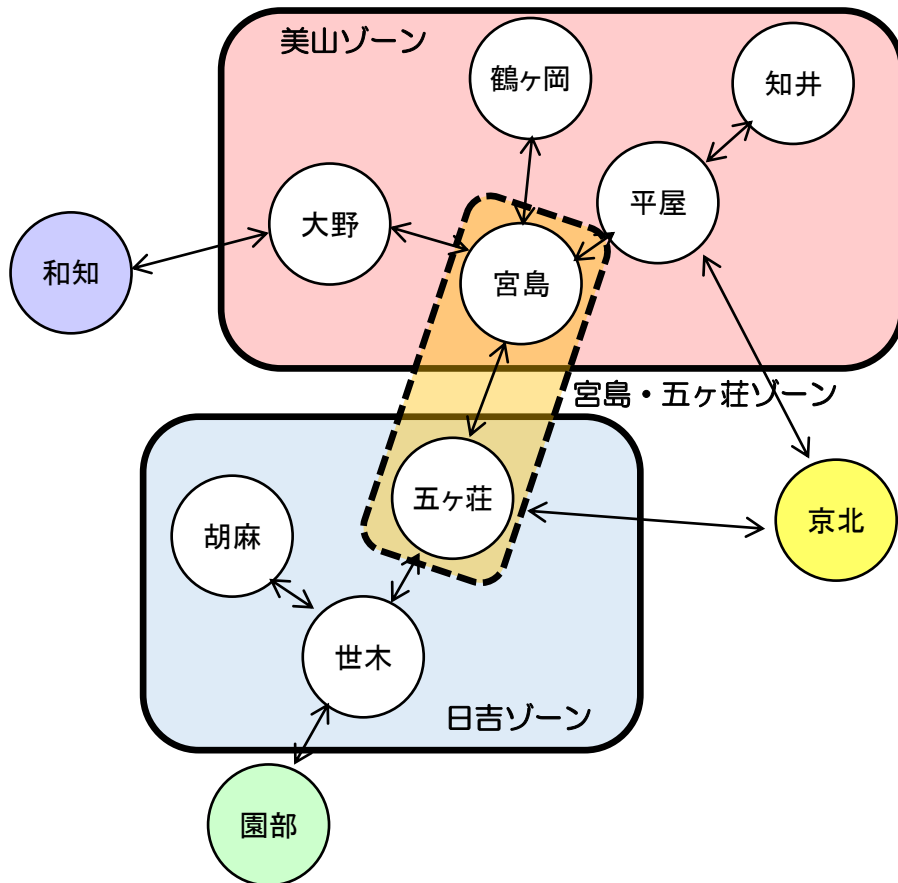 美山ゾーン
鶴ヶ岡
知井
平屋
大野
宮島
和知
宮島・五ヶ荘ゾーン
五ヶ荘
京北
胡麻
世木
日吉ゾーン
園部